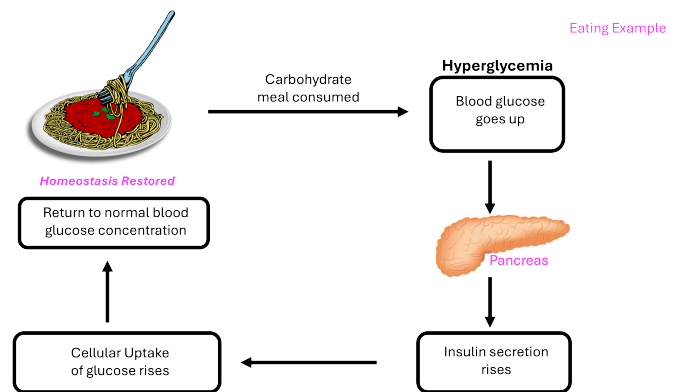 Eating Example
Carbohydrate
meal consumed
Hyperglycemia
Blood glucose
goes up
Homeostasis Restored
Return to normal blood
glucose concentration
Pancreas
Cellular Uptake
of glucose rises
Insulin secretion
rises